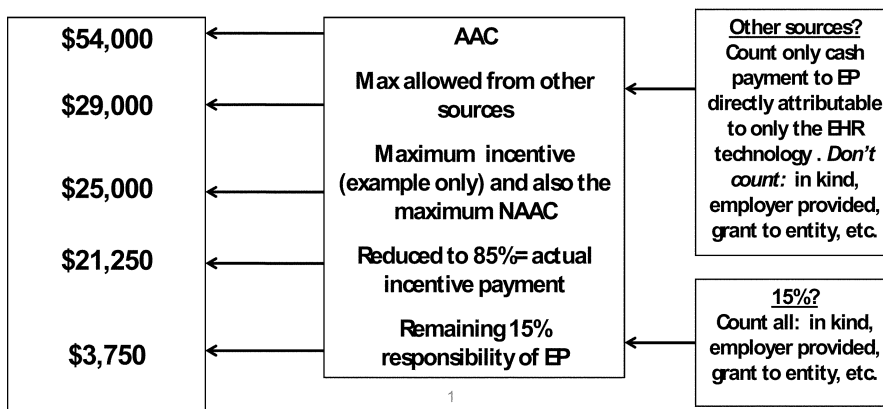 $54,000
$29,000
$25,000
$21,250
$3,750
AAC
Max allowed from other
sources
Maximum incentive
(example only) and also the
maximum NAAC
Reduced to 85%= actual
incentive payment
Remaining 15%
responsibility of EP
Other sources?
Count only cash
payment to EP
directly attributable
to only the EHR
technology . Don't
count: in kind,
employer provided,
grant to entity, etc.
15%?
Count all: in kind,
employer provided,
grant to entity, etc.
1